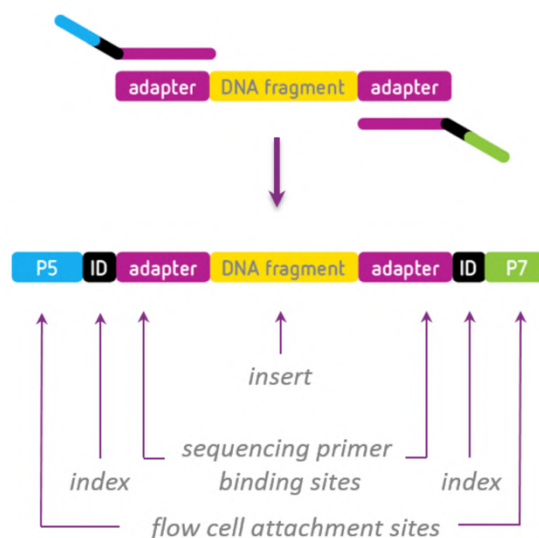 adapter DNA fragment adapter
P5 ID adapter DNA fragment adapter ID P7
insert
sequencing primer
binding sites
index index
flow cell attachment sites